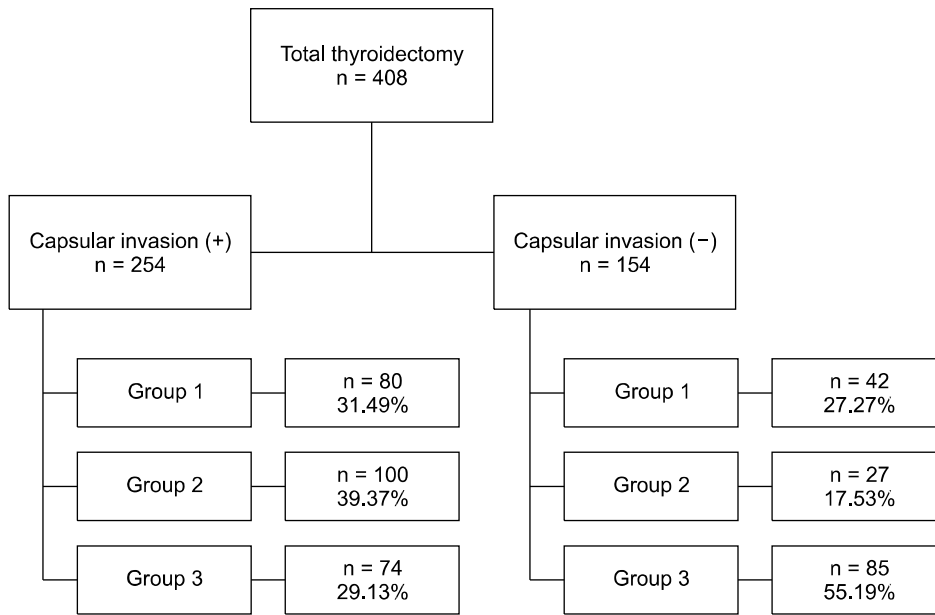 Total thyroidectomy
n = 408
Capsular invasion (+)
n = 254
Capsular invasion (−)
n = 154
Group 1
n = 80
31.49%
Group 2
n = 100
39.37%
Group 3
n = 74
29.13%
Group 1
n = 42
27.27%
Group 2
n = 27
17.53%
Group 3
n = 85
55.19%